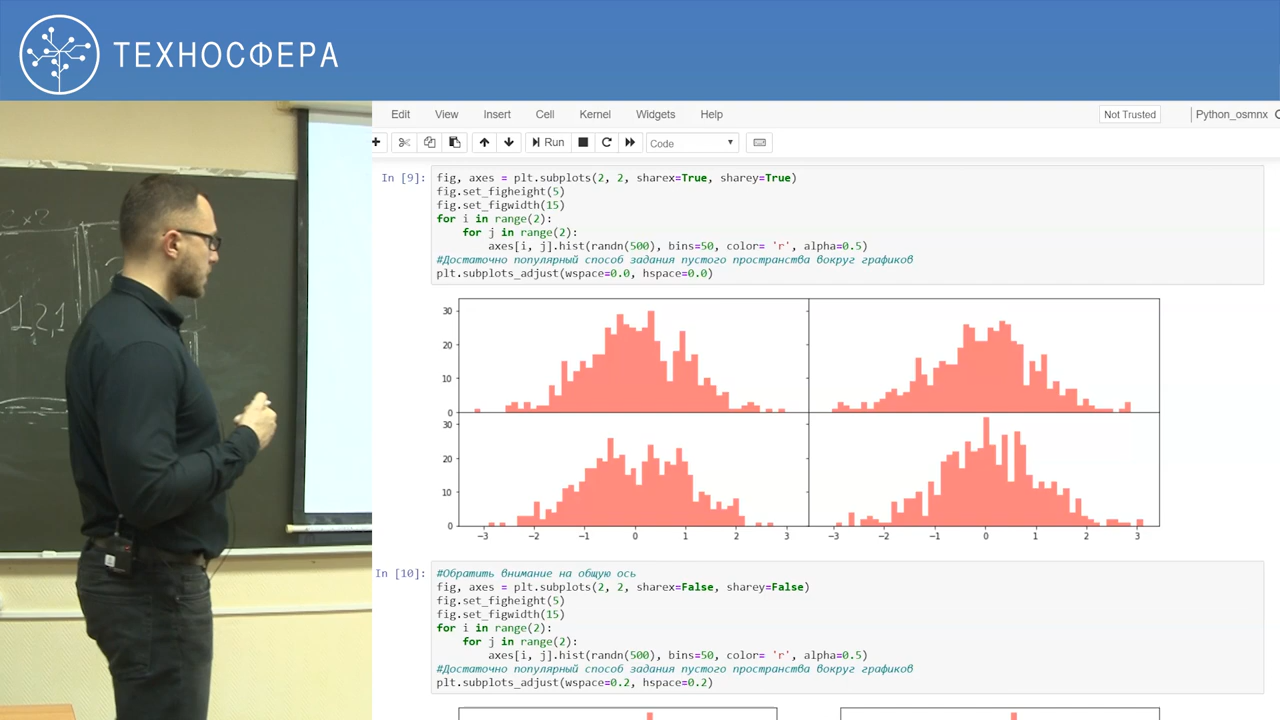 ТЕХНОСФЕРА
Edit View Insert Cell Kernel Widgets Help
Not Trusted
Python_osmnx
Run
Code
In [9]:
fig, axes = plt.subplots(2, 2, sharex=True, sharey=True)
fig.set_figheight(5)
fig.set_figwidth(15)
for i in range(2):
for j in range(2):
axes[i, j].hist(randn(500), bins=50, color= 'r', alpha=0.5)
#Достаточно популярный способ задания пустого пространства вокруг графиков
plt.subplots_adjust(wspace=0.0, hspace=0.0)
30
20
10
0
30
20
10
0
−3 −2 −1 0 1 2 3 −3 −2 −1 0 1 2 3
In [10]:
#Обратить внимание на общую ось
fig, axes = plt.subplots(2, 2, sharex=False, sharey=False)
fig.set_figheight(5)
fig.set_figwidth(15)
for i in range(2):
for j in range(2):
axes[i, j].hist(randn(500), bins=50, color= 'r', alpha=0.5)
#Достаточно популярный способ задания пустого пространства вокруг графиков
plt.subplots_adjust(wspace=0.2, hspace=0.2)
2×2
1,2,1